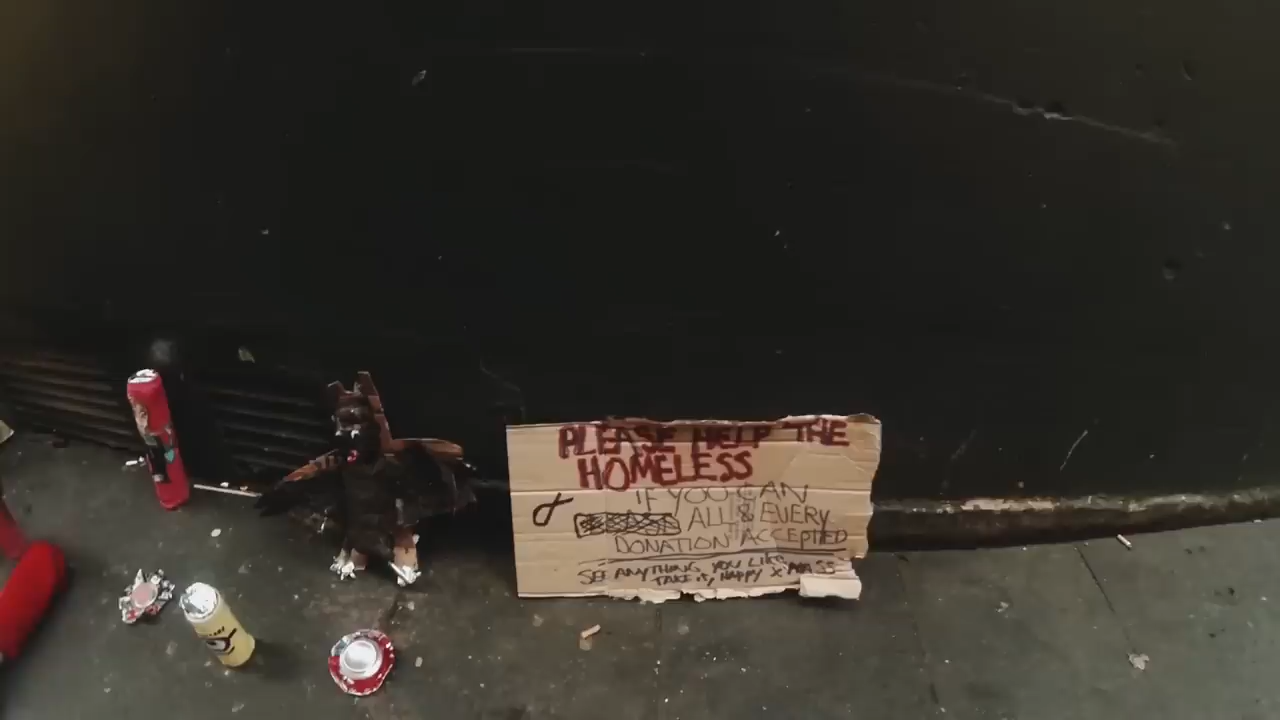 PLEASE HELP THE
HOMELESS
IF YOU CAN
ALL & EVERY
DONATION ACCEPTED
SEE ANYTHING YOU LIKE
TAKE it, HAPPY X MASS